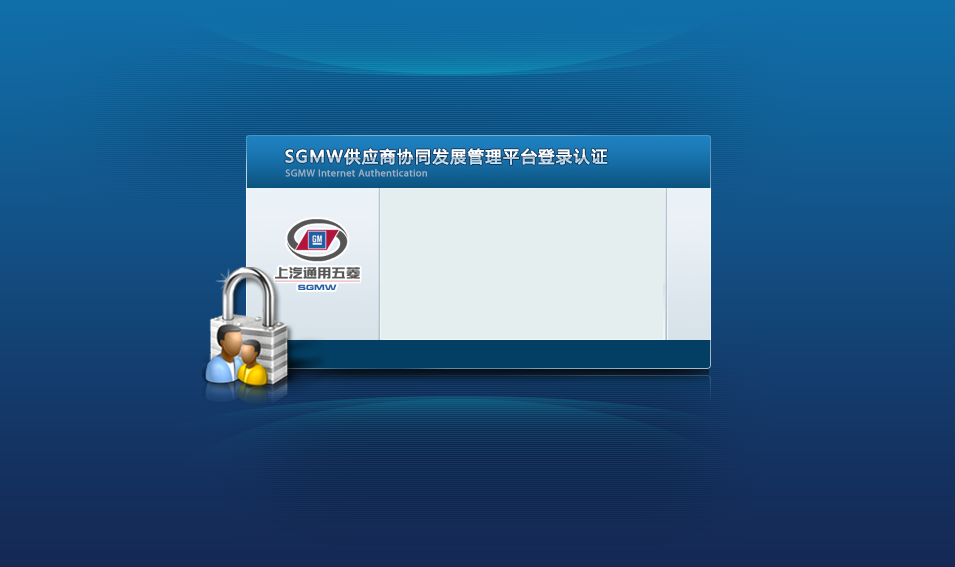 SGMW供应商协同发展管理平台登录认证
SGMW Internet Authentication
GM
上汽通用五菱
SGMW